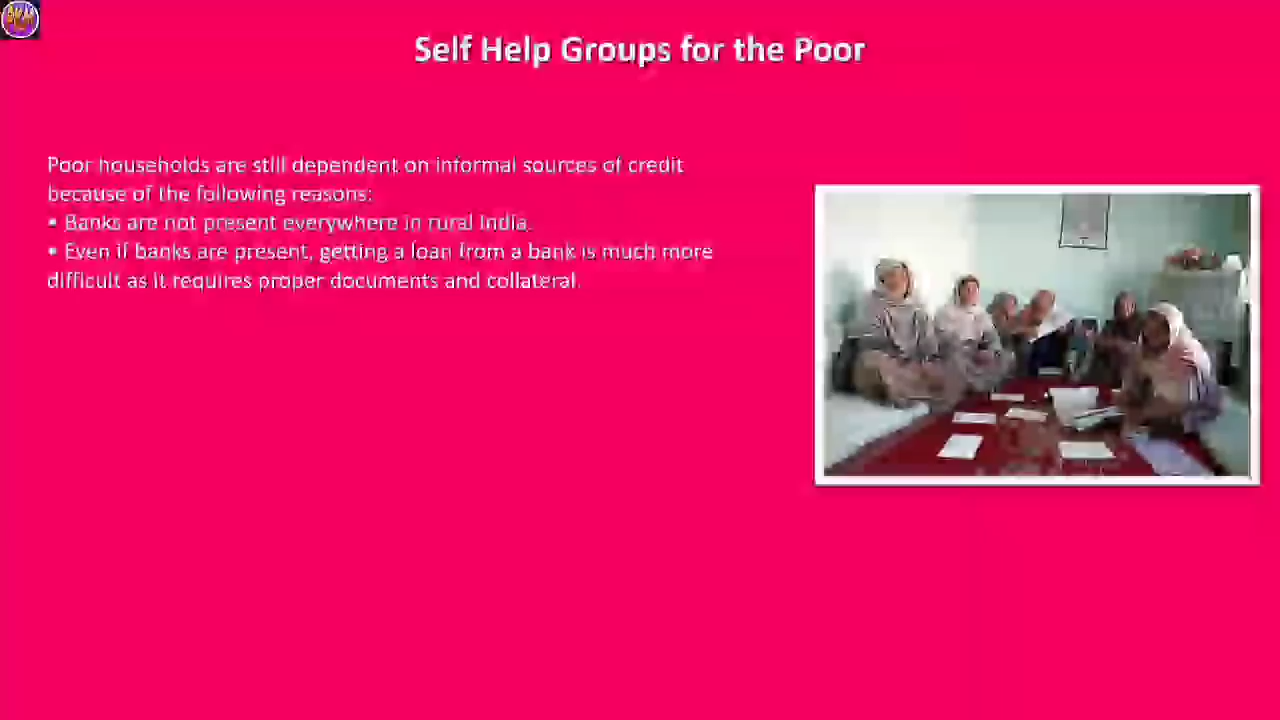 Self Help Groups for the Poor
Poor households are still dependent on informal sources of credit
because of the following reasons:
• Banks are not present everywhere in rural India.
• Even if banks are present, getting a loan from a bank is much more
difficult as it requires proper documents and collateral.